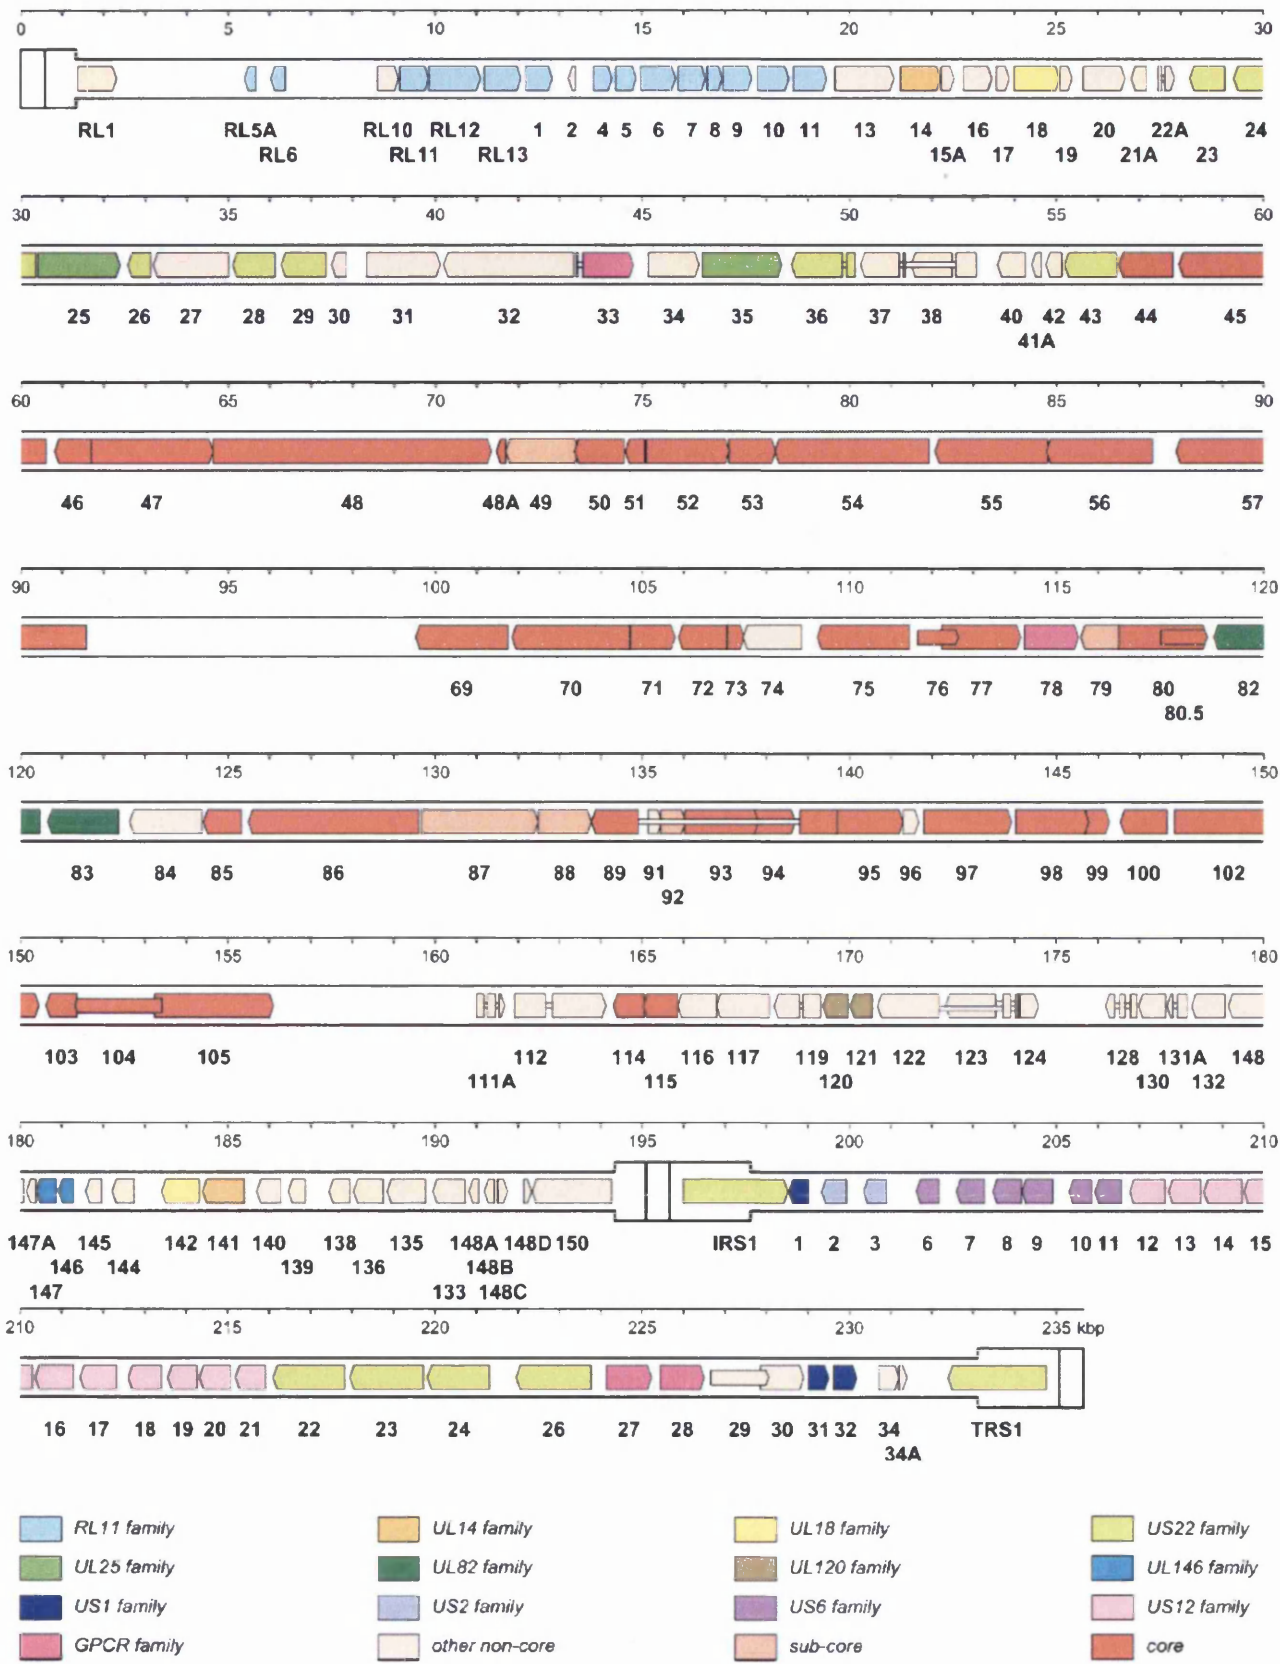 0 5 10 15 20 25 30
RL1 RL5A RL10 RL12 1 2 4 5 6 7 8 9 10 11 13 14 16 18 20 22A 24
RL6 RL11 RL13 15A 17 19 21A 23
30 35 40 45 50 55 60
25 26 27 28 29 30 31 32 33 34 35 36 37 38 40 42 43 44 45
41A
60 65 70 75 80 85 90
46 47 48 48A 49 50 51 52 53 54 55 56 57
90 95 100 105 110 115 120
69 70 71 72 73 74 75 76 77 78 79 80 82
80.5
120 125 130 135 140 145 150
83 84 85 86 87 88 89 91 93 94 95 96 97 98 99 100 102
92
150 155 160 165 170 175 180
103 104 105 112 114 116 117 119 121 122 123 124 128 131A 148
111A 115 120 130 132
180 185 190 195 200 205 210
147A 145 142 141 140 138 135 148A 148D 150 IRS1 1 2 3 6 7 8 9 10 11 12 13 14 15
146 144 139 136 148B
147 133 148C
210 215 220 225 230 235 kbp
16 17 18 19 20 21 22 23 24 26 27 28 29 30 31 32 34 TRS1
34A
RL11 family UL14 family UL18 family US22 family
UL25 family UL82 family UL120 family UL146 family
US1 family US2 family US6 family US12 family
GPCR family other non-core sub-core core